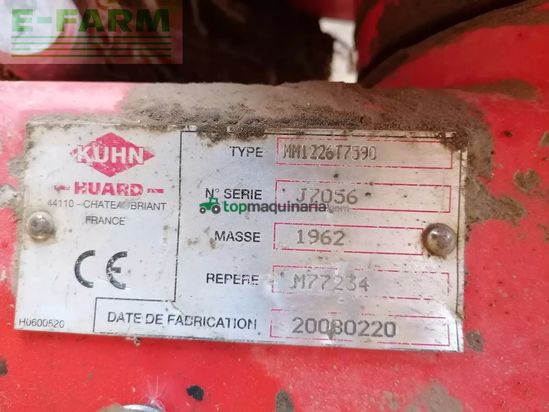 E-FARM
KUHN
HUARD
44110 - CHATEAUBRIANT
FRANCE
CE
H0600520
TYPE MM1226T7590
N° SERIE J7056
topmaquinaria.com
MASSE 1962
REPERE M77234
DATE DE FABRICATION 20080220